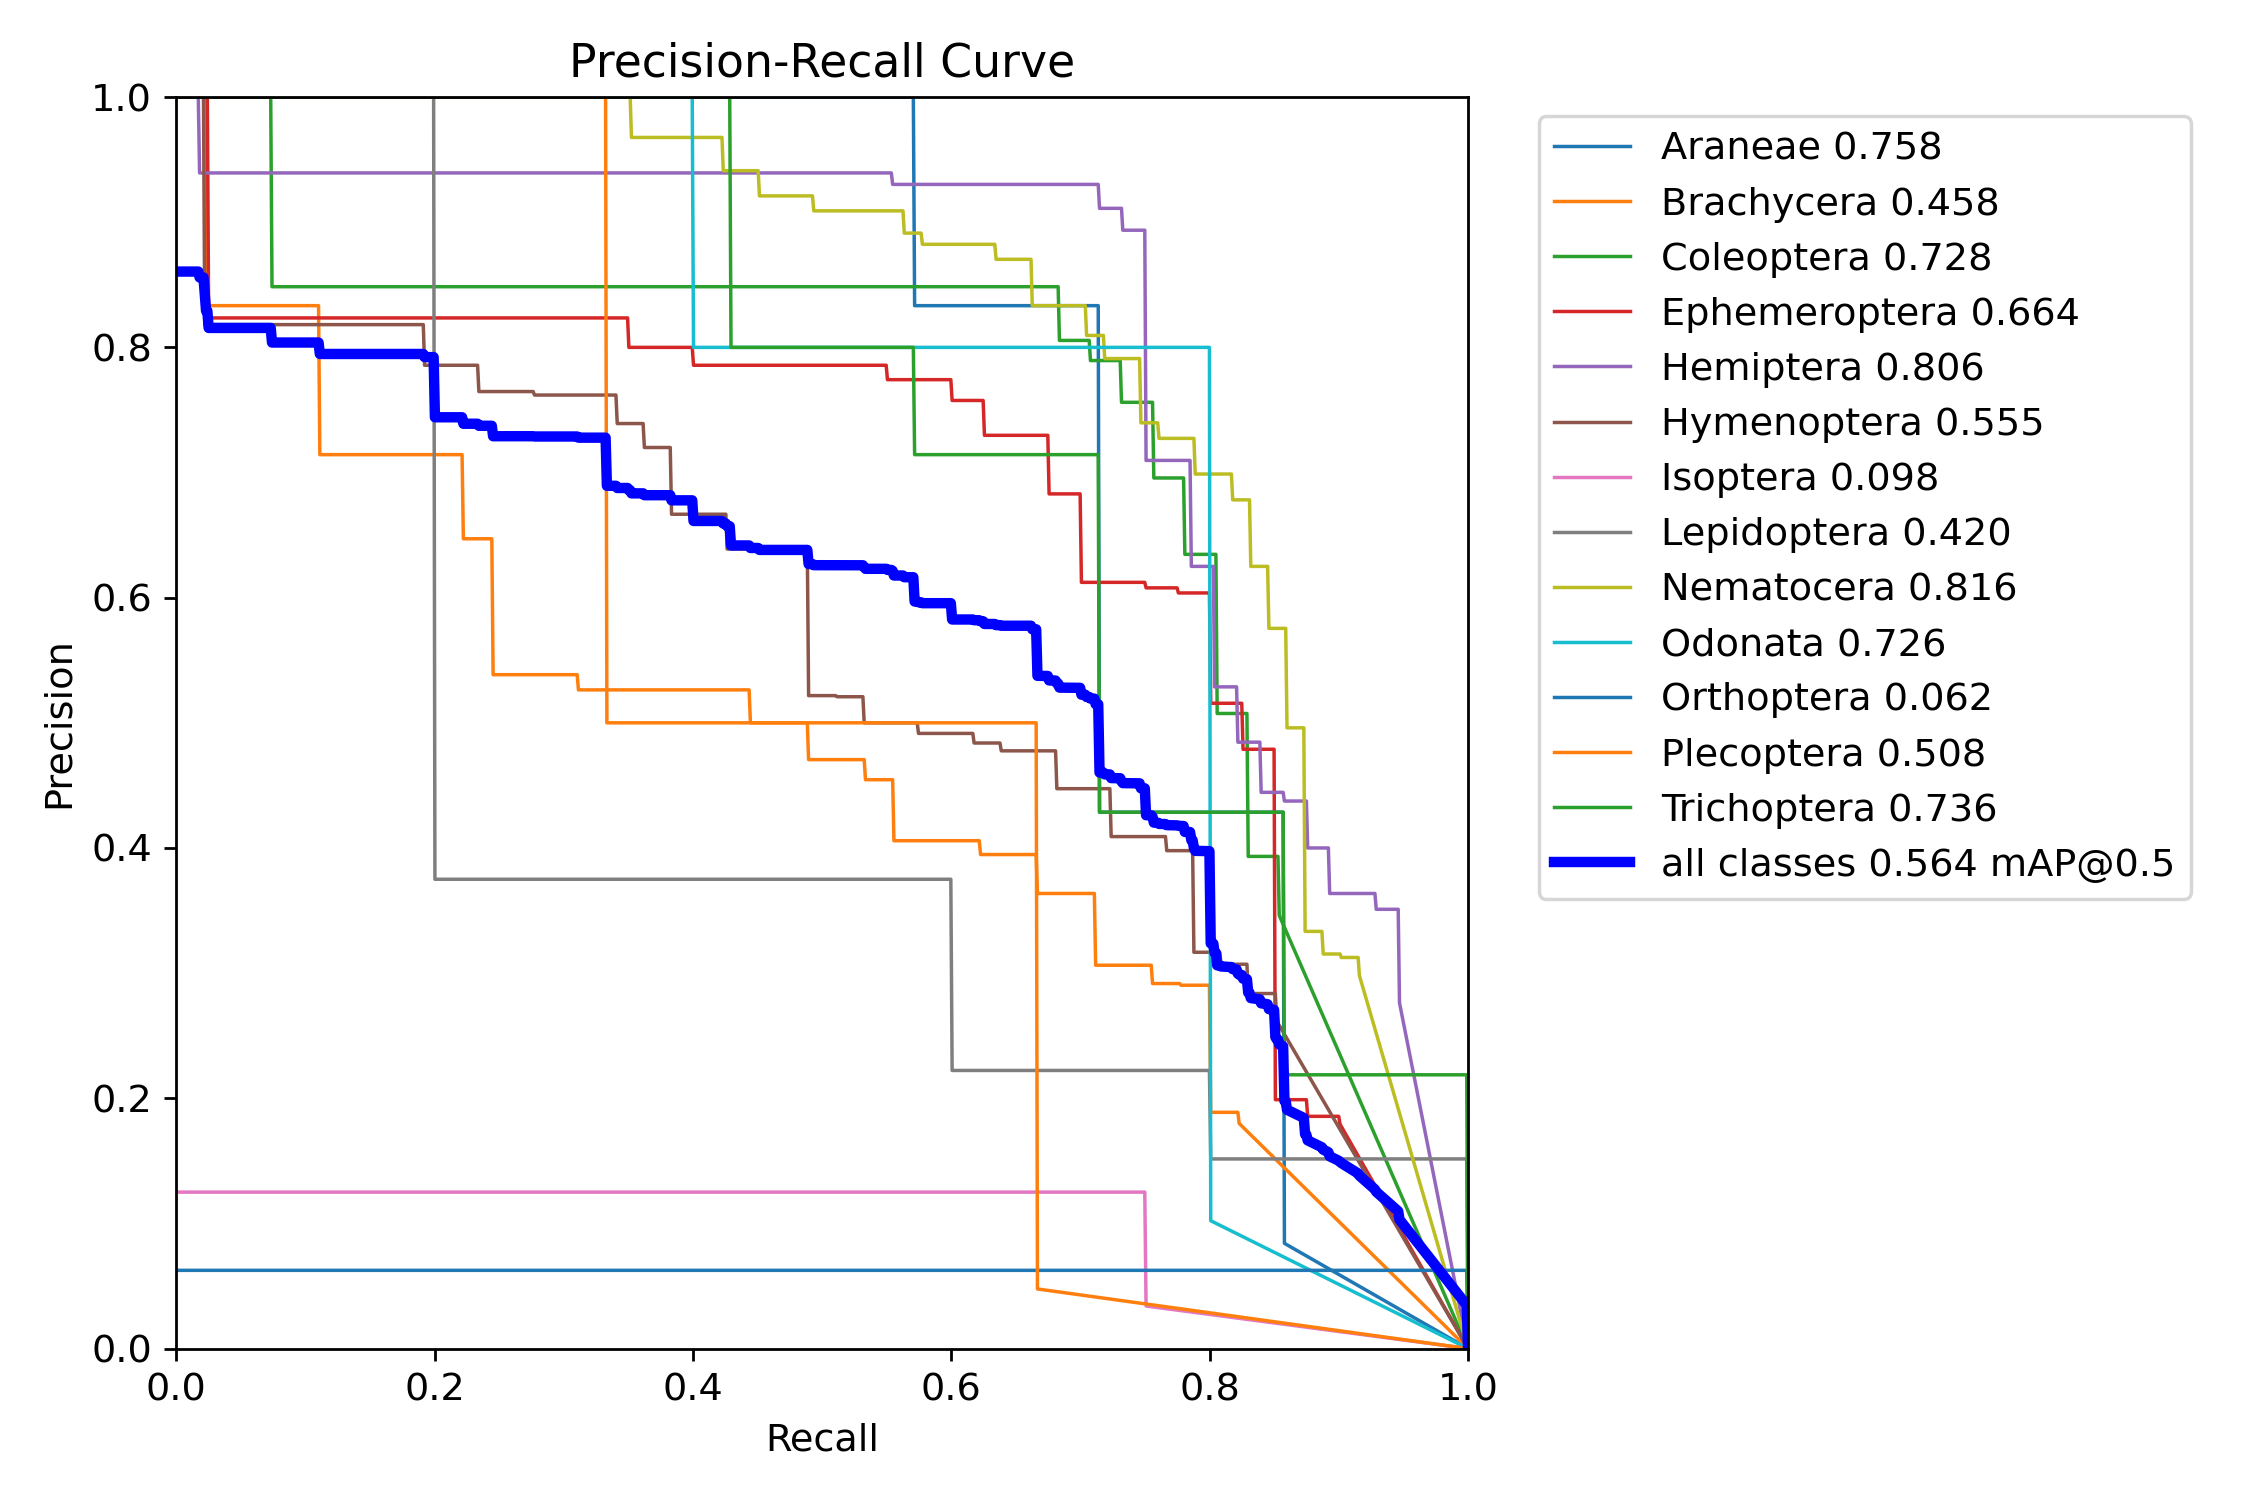 Precision-Recall Curve
1.0
0.8
0.6
0.4
0.2
0.0
Precision
0.0 0.2 0.4 0.6 0.8 1.0
Recall
Araneae 0.758
Brachycera 0.458
Coleoptera 0.728
Ephemeroptera 0.664
Hemiptera 0.806
Hymenoptera 0.555
Isoptera 0.098
Lepidoptera 0.420
Nematocera 0.816
Odonata 0.726
Orthoptera 0.062
Plecoptera 0.508
Trichoptera 0.736
all classes 0.564 mAP@0.5